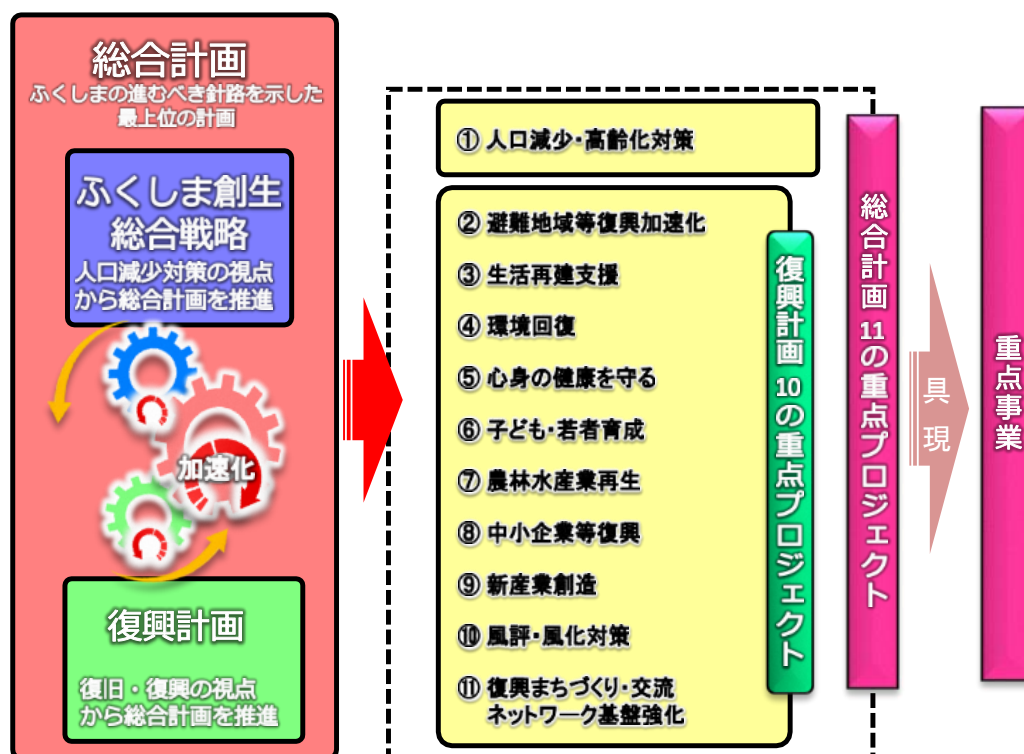 総合計画
ふくしまの進むべき針路を示した
最上位の計画
ふくしま創生
総合戦略
人口減少対策の視点
から総合計画を推進
加速化
復興計画
復旧・復興の視点
から総合計画を推進
① 人口減少・高齢化対策
② 避難地域等復興加速化
③ 生活再建支援
④ 環境回復
⑤ 心身の健康を守る
⑥ 子ども・若者育成
⑦ 農林水産業再生
⑧ 中小企業等復興
⑨ 新産業創造
⑩ 風評・風化対策
⑪ 復興まちづくり・交流
ネットワーク基盤強化
復興計画 10の重点プロジェクト
総合計画 11の重点プロジェクト
具現
重点事業